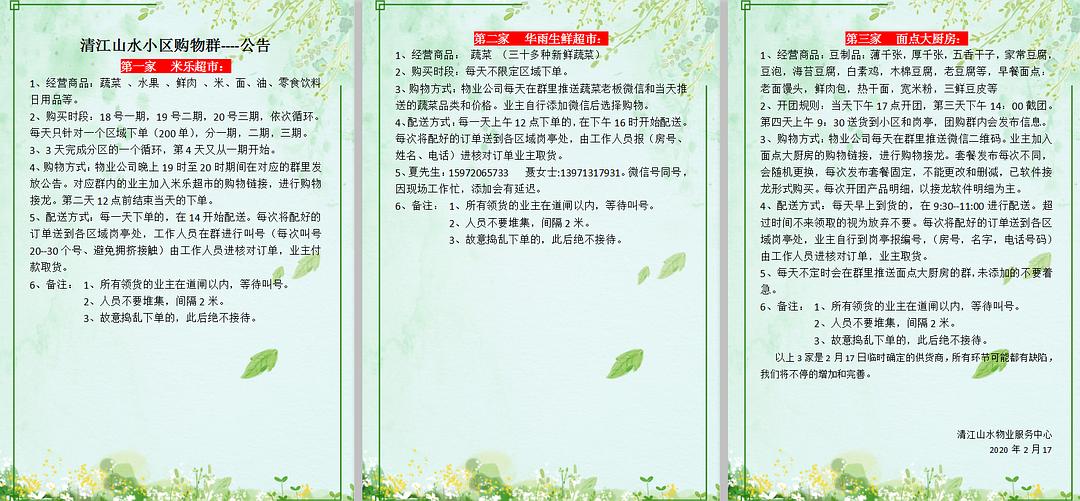 清江山水小区购物群----公告
第一家 米乐超市：
1、经营商品：蔬菜 、水果 、鲜肉 、米、面、油、零食饮料
日用品等。
2、购买时段：18号一期，19号二期，20号三期，依次循环。
每天只针对一个区域下单（200单），分一期，二期，三期。
3、3天完成分区的一个循环，第4天又从一期开始。
4、购物方式：物业公司晚上19时至20时期间在对应的群里发
放公告。对应群内的业主加入米乐超市的购物链接，进行购物
接龙。第二天12点前结束当天的下单。
5、配送方式：每一天下单的，在14开始配送。每次将配好的
订单送到各区域岗亭处，工作人员在群进行叫号（每次叫号
20--30个号、避免拥挤接触）由工作人员进核对订单，业主付
款取货。
6、备注： 1、所有领货的业主在道闸以内，等待叫号。
2、人员不要堆集，间隔2米。
3、故意捣乱下单的，此后绝不接待。
第二家 华雨生鲜超市：
1、经营商品： 蔬菜 （三十多种新鲜蔬菜）
2、购买时段：每天不限定区域下单。
3、购物方式：物业公司每天在群里推送蔬菜老板微信和当天推
送的蔬菜品类和价格。业主自行添加微信后选择购物。
4、配送方式：每一天上午12点下单的，在下午16时开始配送。
每次将配好的订单送到各区域岗亭处，由工作人员报（房号、
姓名、电话）进核对订单业主取货。
5、夏先生：15972065733 聂女士:13971317931。微信号同号，
因现场工作忙，添加会有延迟。
6、备注： 1、所有领货的业主在道闸以内，等待叫号。
2、人员不要堆集，间隔2米。
3、故意捣乱下单的，此后绝不接待。
第三家 面点大厨房：
1、经营商品：豆制品：薄千张，厚千张，五香干子，家常豆腐，
豆泡，海苔豆腐，白素鸡，木棉豆腐，老豆腐等，早餐面点：
老面馒头，鲜肉包，热干面，宽米粉，三鲜豆皮等
2、开团规则：当天下午17点开团，第三天下午14：00截团。
第四天上午9：30送货到小区和岗亭，团购群内会发布信息。
3、购物方式：物业公司每天在群里推送微信二维码。业主加入
面点大厨房的购物链接，进行购物接龙。套餐发布每次不同，
会随机更换，每次发布套餐固定，不能更改和删减，已软件接
龙形式购买。每次开团产品明细，以接龙软件明细为主。
4、配送方式：每天早上到货的，在9:30--11:00进行配送。超
过时间不来领取的视为放弃不要。每次将配好的订单送到各区
域岗亭处，业主自行到岗亭报编号，（房号，名字，电话号码）
由工作人员进核对订单，业主取货。
5、每天不定时会在群里推送面点大厨房的群，未添加的不要着
急。
6、备注： 1、所有领货的业主在道闸以内，等待叫号。
2、人员不要堆集，间隔2米。
3、故意捣乱下单的，此后绝不接待。
以上3家是2月17日临时确定的供货商，所有环节可能都有缺陷，
我们将不停的增加和完善。
清江山水物业服务中心
2020年2月17